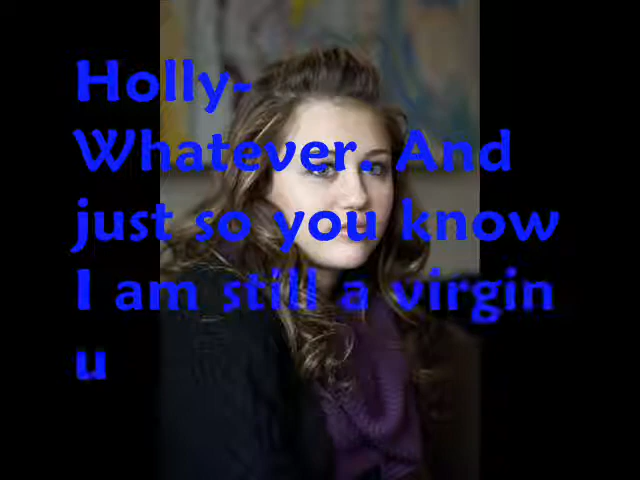 Holly-
Whatever. And
just so you know
I am still a virgin
u